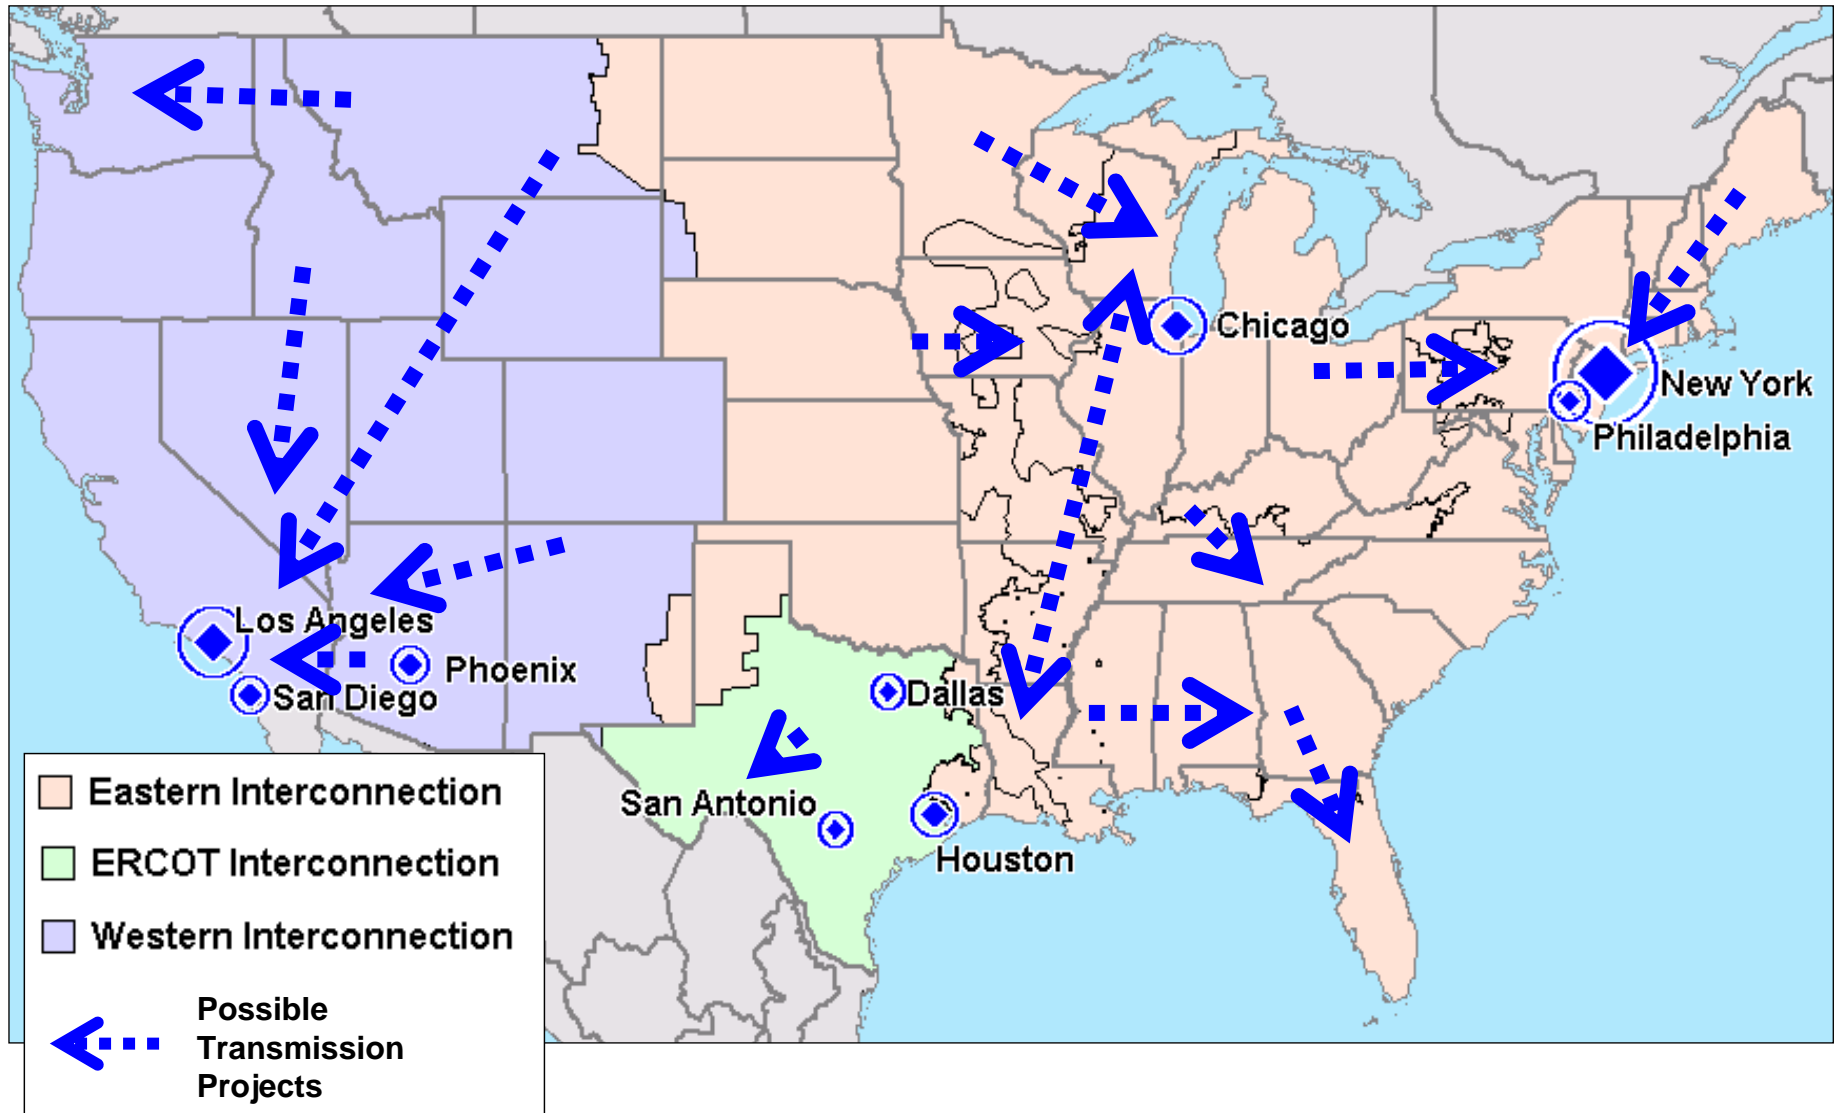 Chicago
New York
Philadelphia
Los Angeles
Phoenix
San Diego
Dallas
San Antonio
Houston
Eastern Interconnection
ERCOT Interconnection
Western Interconnection
Possible
Transmission
Projects